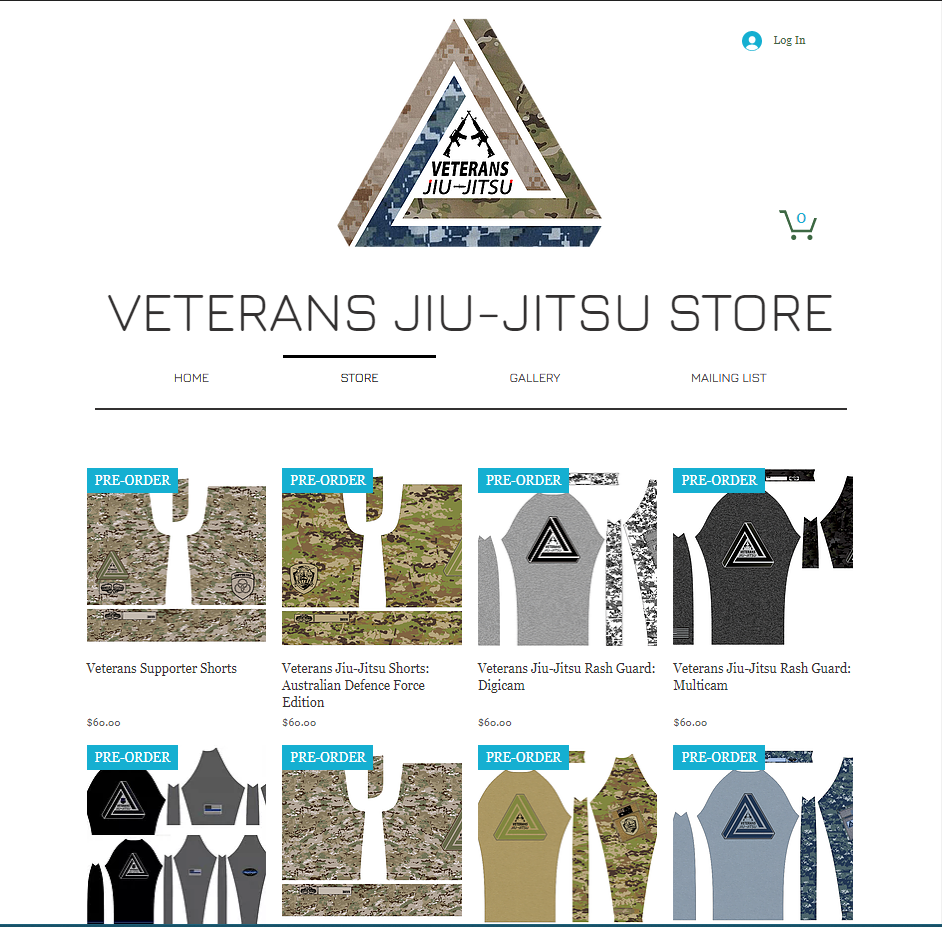 Log In
VETERANS
JIU-JITSU
0
VETERANS JIU-JITSU STORE
HOME
STORE
GALLERY
MAILING LIST
PRE-ORDER
PRE-ORDER
PRE-ORDER
PRE-ORDER
Veterans Supporter Shorts
$60.00
Veterans Jiu-Jitsu Shorts:
Australian Defence Force
Edition
$60.00
Veterans Jiu-Jitsu Rash Guard:
Digicam
$60.00
Veterans Jiu-Jitsu Rash Guard:
Multicam
$60.00
PRE-ORDER
PRE-ORDER
PRE-ORDER
PRE-ORDER